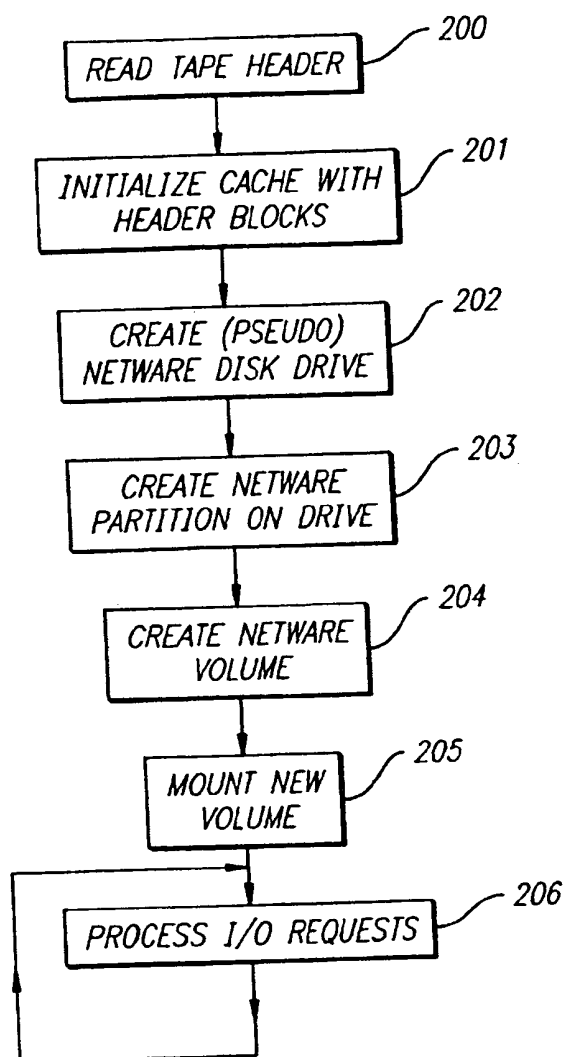 200
READ TAPE HEADER
201
INITIALIZE CACHE WITH
HEADER BLOCKS
202
CREATE (PSEUDO)
NETWARE DISK DRIVE
203
CREATE NETWARE
PARTITION ON DRIVE
204
CREATE NETWARE
VOLUME
205
MOUNT NEW
VOLUME
206
PROCESS I/O REQUESTS